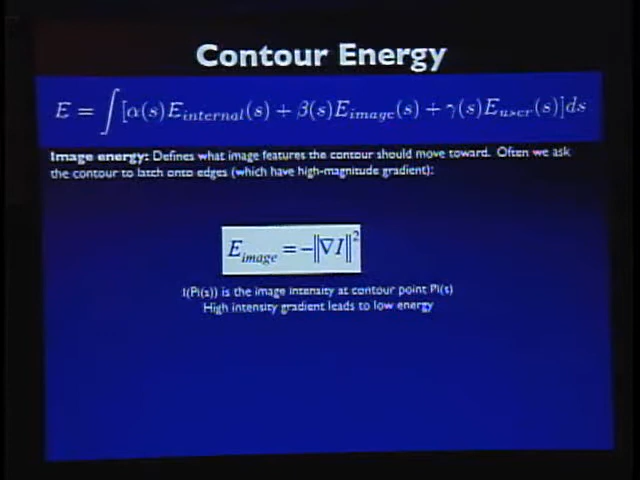 Contour Energy
E = ∫[α(s)E_internal(s) + β(s)E_image(s) + γ(s)E_user(s)]ds
Image energy: Defines what image features the contour should move toward. Often we ask
the contour to latch onto edges (which have high-magnitude gradient):
E_image = -‖∇I‖²
I(Pi(s)) is the image intensity at contour point Pi(s)
High intensity gradient leads to low energy